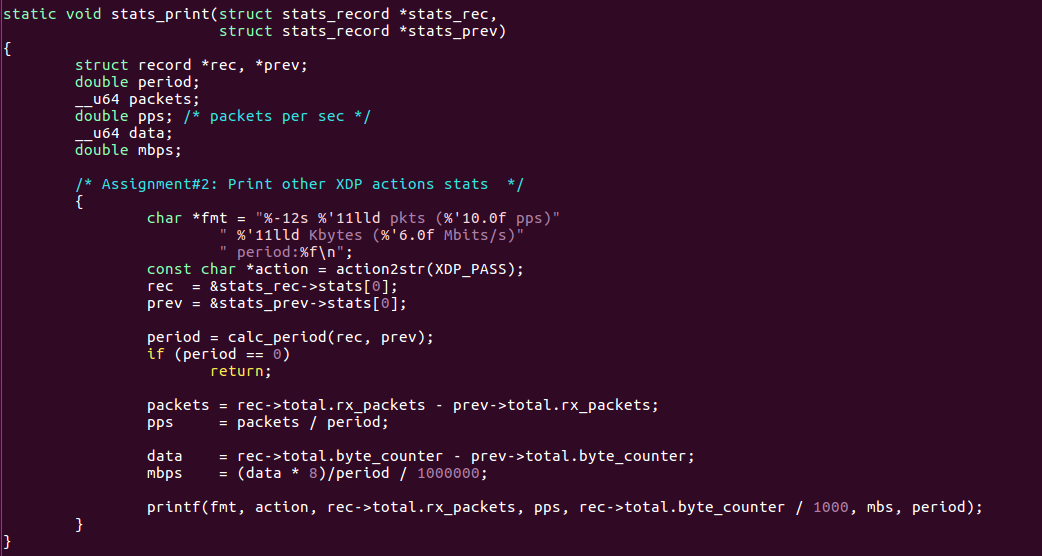 static void stats_print(struct stats_record *stats_rec,
                        struct stats_record *stats_prev)
{
        struct record *rec, *prev;
        double period;
        __u64 packets;
        double pps; /* packets per sec */
        __u64 data;
        double mbps;

        /* Assignment#2: Print other XDP actions stats  */
        {
                char *fmt = "%-12s %'11lld pkts (%'10.0f pps)"
                        " %'11lld Kbytes (%'6.0f Mbits/s)"
                        " period:%f\n";
                const char *action = action2str(XDP_PASS);
                rec  = &stats_rec->stats[0];
                prev = &stats_prev->stats[0];

                period = calc_period(rec, prev);
                if (period == 0)
                       return;

                packets = rec->total.rx_packets - prev->total.rx_packets;
                pps     = packets / period;

                data    = rec->total.byte_counter - prev->total.byte_counter;
                mbps    = (data * 8)/period / 1000000;

                printf(fmt, action, rec->total.rx_packets, pps, rec->total.byte_counter / 1000, mbs, period);
        }
}